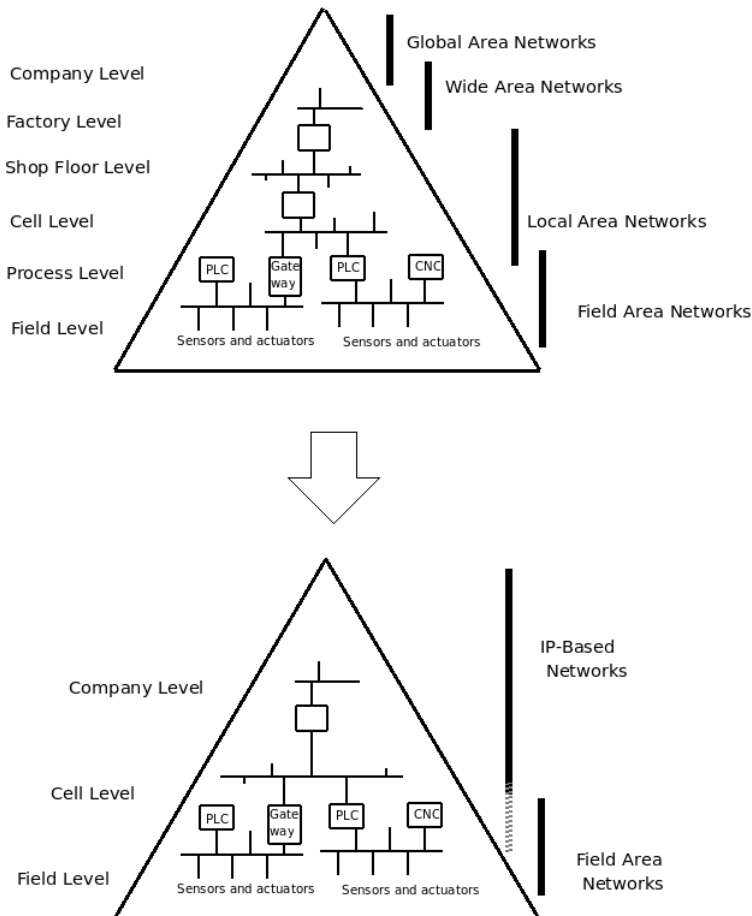 Global Area Networks
Company Level
Wide Area Networks
Factory Level
Shop Floor Level
Cell Level
Local Area Networks
Process Level
PLC
Gate
way
PLC
CNC
Field Level
Field Area Networks
Sensors and actuators
Sensors and actuators
IP-Based
Networks
Company Level
Cell Level
PLC
Gate
way
PLC
CNC
Field Level
Field Area
Networks
Sensors and actuators
Sensors and actuators